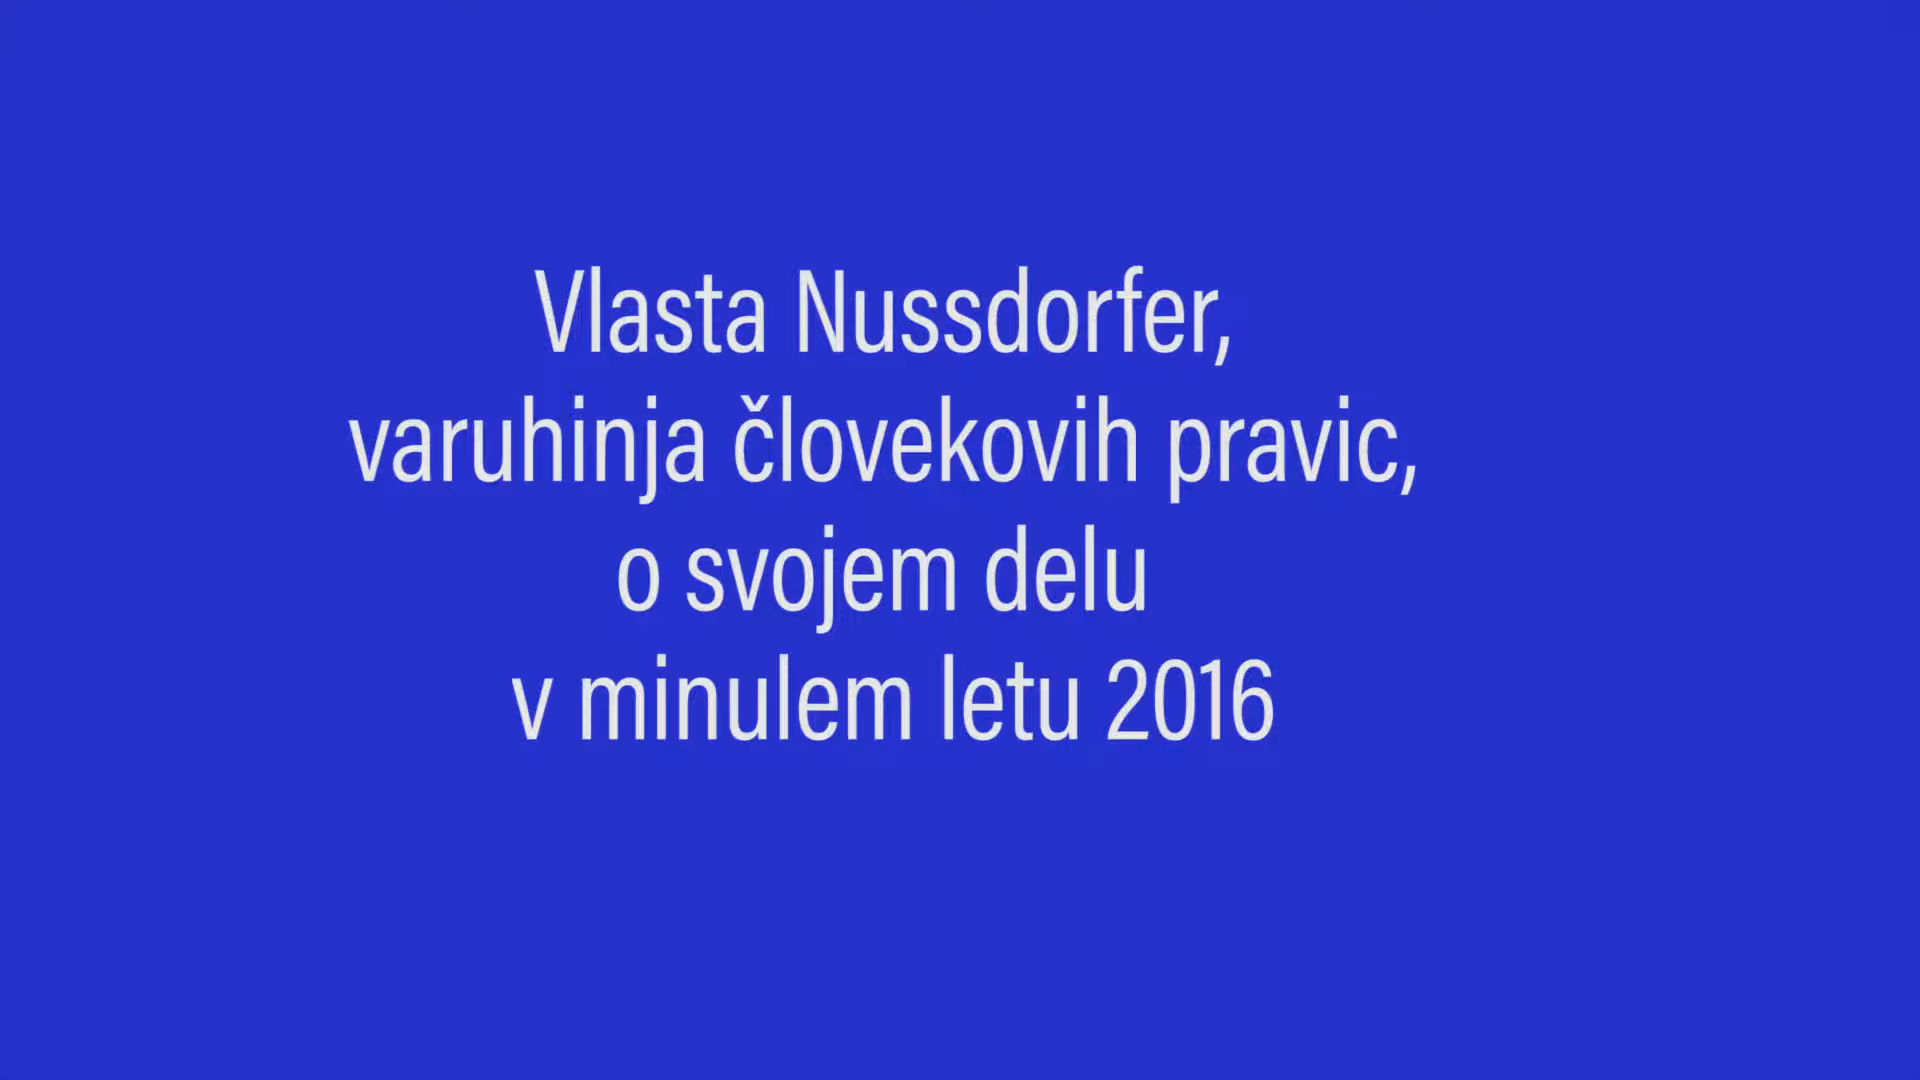 Vlasta Nussdorfer,
varuhinja človekovih pravic,
o svojem delu
v minulem letu 2016